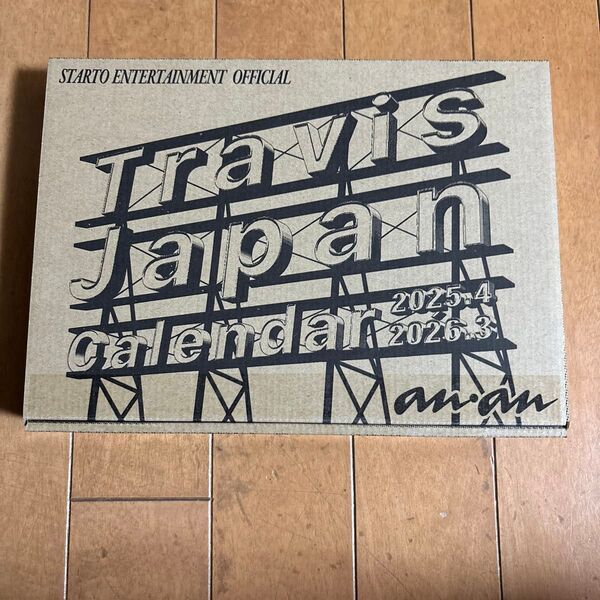 STARTO ENTERTAINMENT OFFICIAL
Travis
Japan
calendar
2025.4
2026.3
an・an